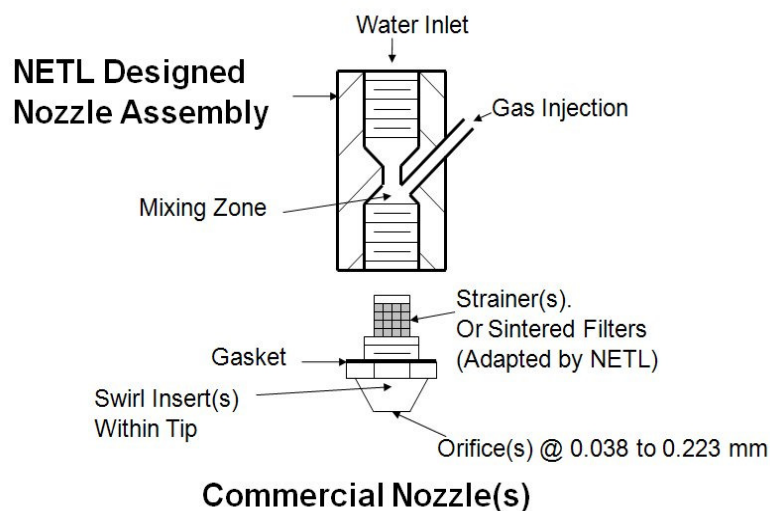 Water Inlet
NETL Designed
Nozzle Assembly
Gas Injection
Mixing Zone
Strainer(s).
Or Sintered Filters
(Adapted by NETL)
Gasket
Swirl Insert(s)
Within Tip
Orifice(s) @ 0.038 to 0.223 mm
Commercial Nozzle(s)